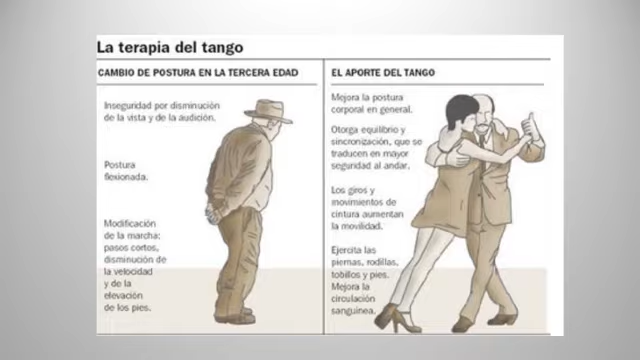 La terapia del tango
CAMBIO DE POSTURA EN LA TERCERA EDAD
Inseguridad por disminución
de la vista y de la audición.
Postura
flexionada.
Modificación
de la marcha:
pasos cortos,
disminución de
la velocidad
y de la
elevación
de los pies.
EL APORTE DEL TANGO
Mejora la postura
corporal en general.
Otorga equilibrio y
sincronización, que se
traducen en mayor
seguridad al andar.
Los giros y
movimientos de
cintura aumentan
la movilidad.
Ejercita las
piernas, rodillas,
tobillos y pies.
Mejora la
circulación
sanguínea.